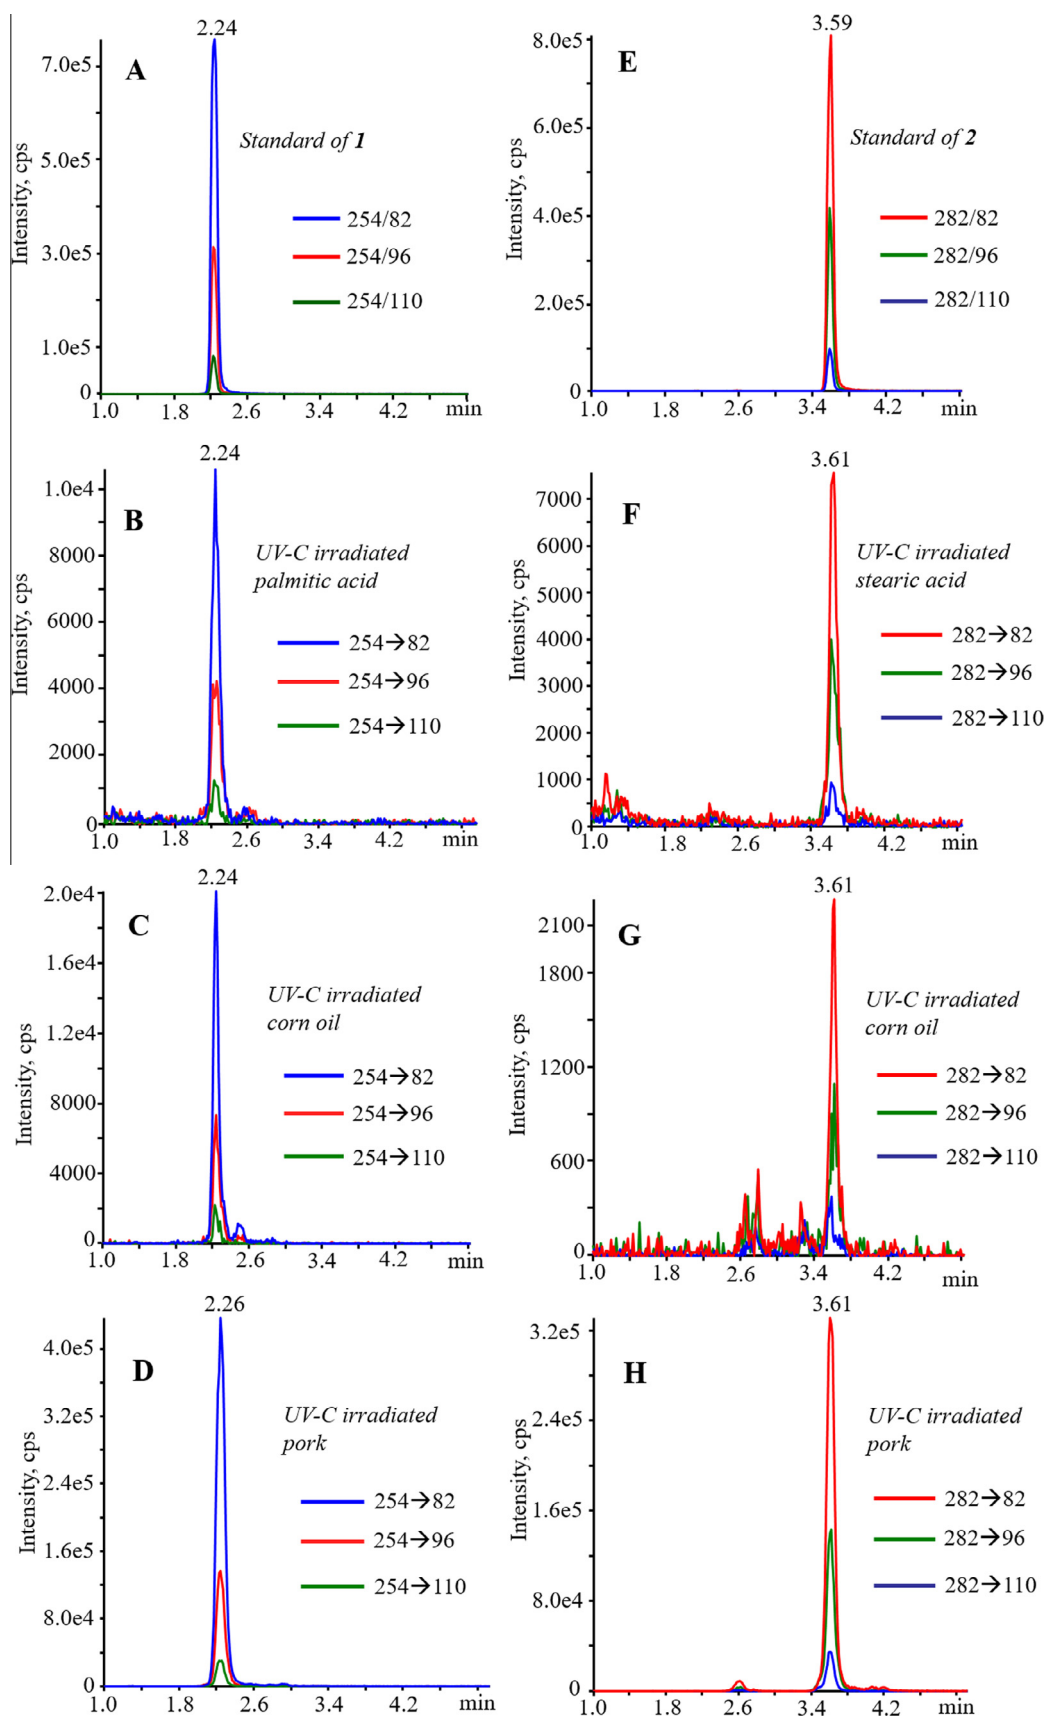 2.24
A
Standard of 1
254/82
254/96
254/110
Intensity, cps
7.0e5
5.0e5
3.0e5
1.0e5
0
1.0 1.8 2.6 3.4 4.2 min
3.59
E
Standard of 2
282/82
282/96
282/110
Intensity, cps
8.0e5
6.0e5
4.0e5
2.0e5
0
1.0 1.8 2.6 3.4 4.2 min
2.24
B
UV-C irradiated
palmitic acid
254→82
254→96
254→110
Intensity, cps
1.0e4
8000
6000
4000
2000
0
1.0 1.8 2.6 3.4 min
3.61
F
UV-C irradiated
stearic acid
282→82
282→96
282→110
Intensity, cps
7000
6000
5000
4000
3000
2000
1000
0
1.0 1.8 2.6 3.4 4.2 min
2.24
C
UV-C irradiated
corn oil
254→82
254→96
254→110
Intensity, cps
2.0e4
1.6e4
1.2e4
8000
4000
0
1.0 1.8 2.6 3.4 4.2 min
3.61
G
UV-C irradiated
corn oil
282→82
282→96
282→110
Intensity, cps
2100
1800
1200
600
0
1.0 1.8 2.6 3.4 4.2 min
2.26
D
UV-C irradiated
pork
254→82
254→96
254→110
Intensity, cps
4.0e5
3.2e5
2.4e5
1.6e5
8.0e4
0
1.0 1.8 2.6 3.4 4.2 min
3.61
H
UV-C irradiated
pork
282→82
282→96
282→110
Intensity, cps
3.2e5
2.4e5
1.6e5
8.0e4
0
1.0 1.8 2.6 3.4 4.2 min